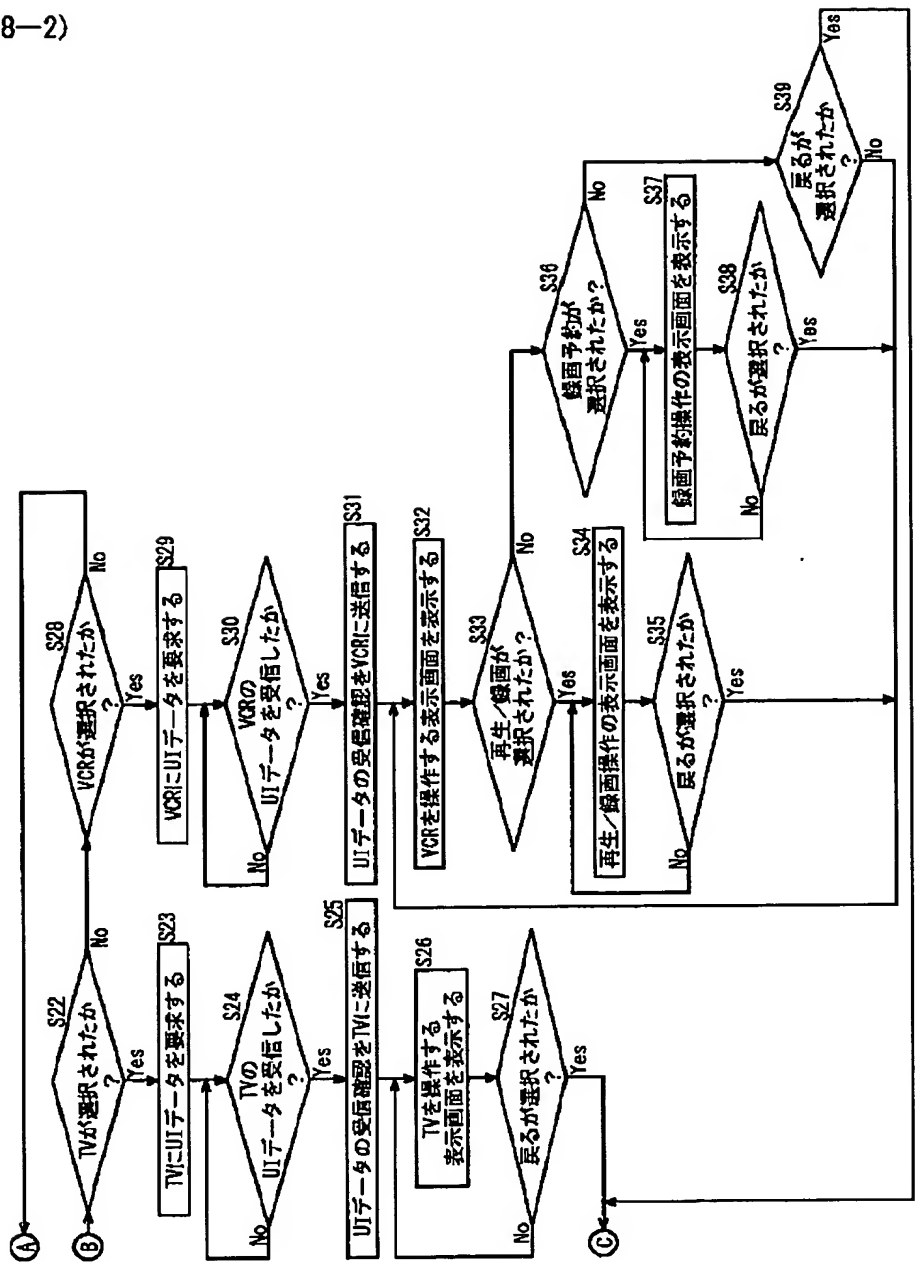 8—2)
Ⓐ
Ⓑ
S22
TVが選択されたか
?
No
Yes
S23
TVにUIデータを要求する
S24
TVの
UIデータを受信したか
?
No
Yes
S25
UIデータの受信確認をTVに送信する
S26
TVを操作する
表示画面を表示する
S27
戻るが選択されたか
?
No
Yes
Ⓒ
S28
VCRが選択されたか
?
No
Yes
S29
VCRにUIデータを要求する
S30
VCRの
UIデータを受信したか
?
No
Yes
S31
UIデータの受信確認をVCRに送信する
S32
VCRを操作する表示画面を表示する
S33
再生/録画が
選択されたか?
No
Yes
S34
再生/録画操作の表示画面を表示する
S35
戻るが選択されたか
?
No
Yes
S36
録画予約が
選択されたか?
No
Yes
S37
録画予約操作の表示画面を表示する
S38
戻るが選択されたか
?
No
Yes
S39
戻るが
選択されたか
?
No
Yes